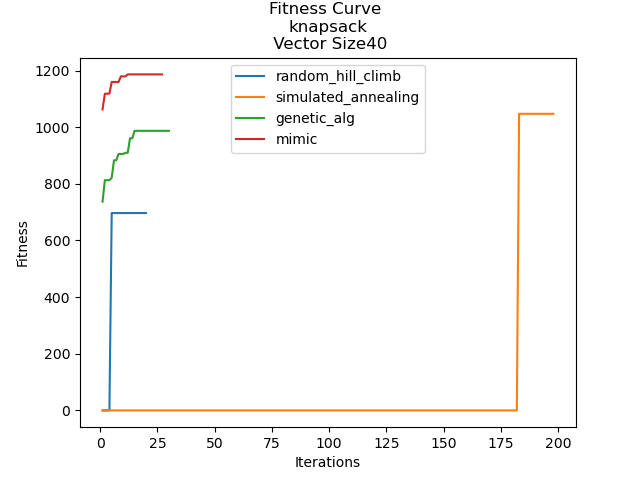 Fitness Curve
knapsack
Vector Size40
1200
1000
800
600
400
200
0
Fitness
random_hill_climb
simulated_annealing
genetic_alg
mimic
0 25 50 75 100 125 150 175 200
Iterations